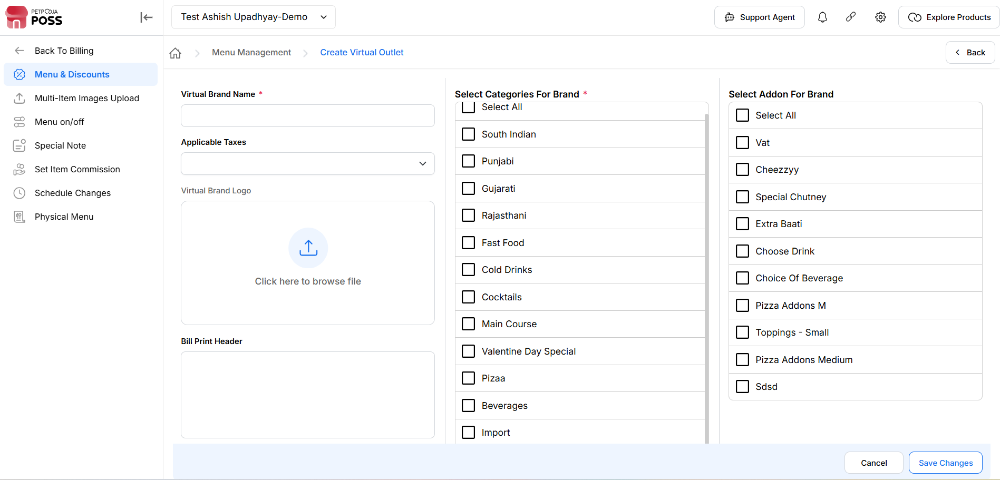 PETPOOJA
POSS
Test Ashish Upadhyay-Demo
Support Agent
Explore Products
Back To Billing
Menu & Discounts
Multi-Item Images Upload
Menu on/off
Special Note
Set Item Commission
Schedule Changes
Physical Menu
Menu Management
Create Virtual Outlet
Back
Virtual Brand Name *
Applicable Taxes
Virtual Brand Logo
Click here to browse file
Bill Print Header
Select Categories For Brand *
Select All
South Indian
Punjabi
Gujarati
Rajasthani
Fast Food
Cold Drinks
Cocktails
Main Course
Valentine Day Special
Pizaa
Beverages
Import
Select Addon For Brand
Select All
Vat
Cheezzyy
Special Chutney
Extra Baati
Choose Drink
Choice Of Beverage
Pizza Addons M
Toppings - Small
Pizza Addons Medium
Sdsd
Cancel
Save Changes